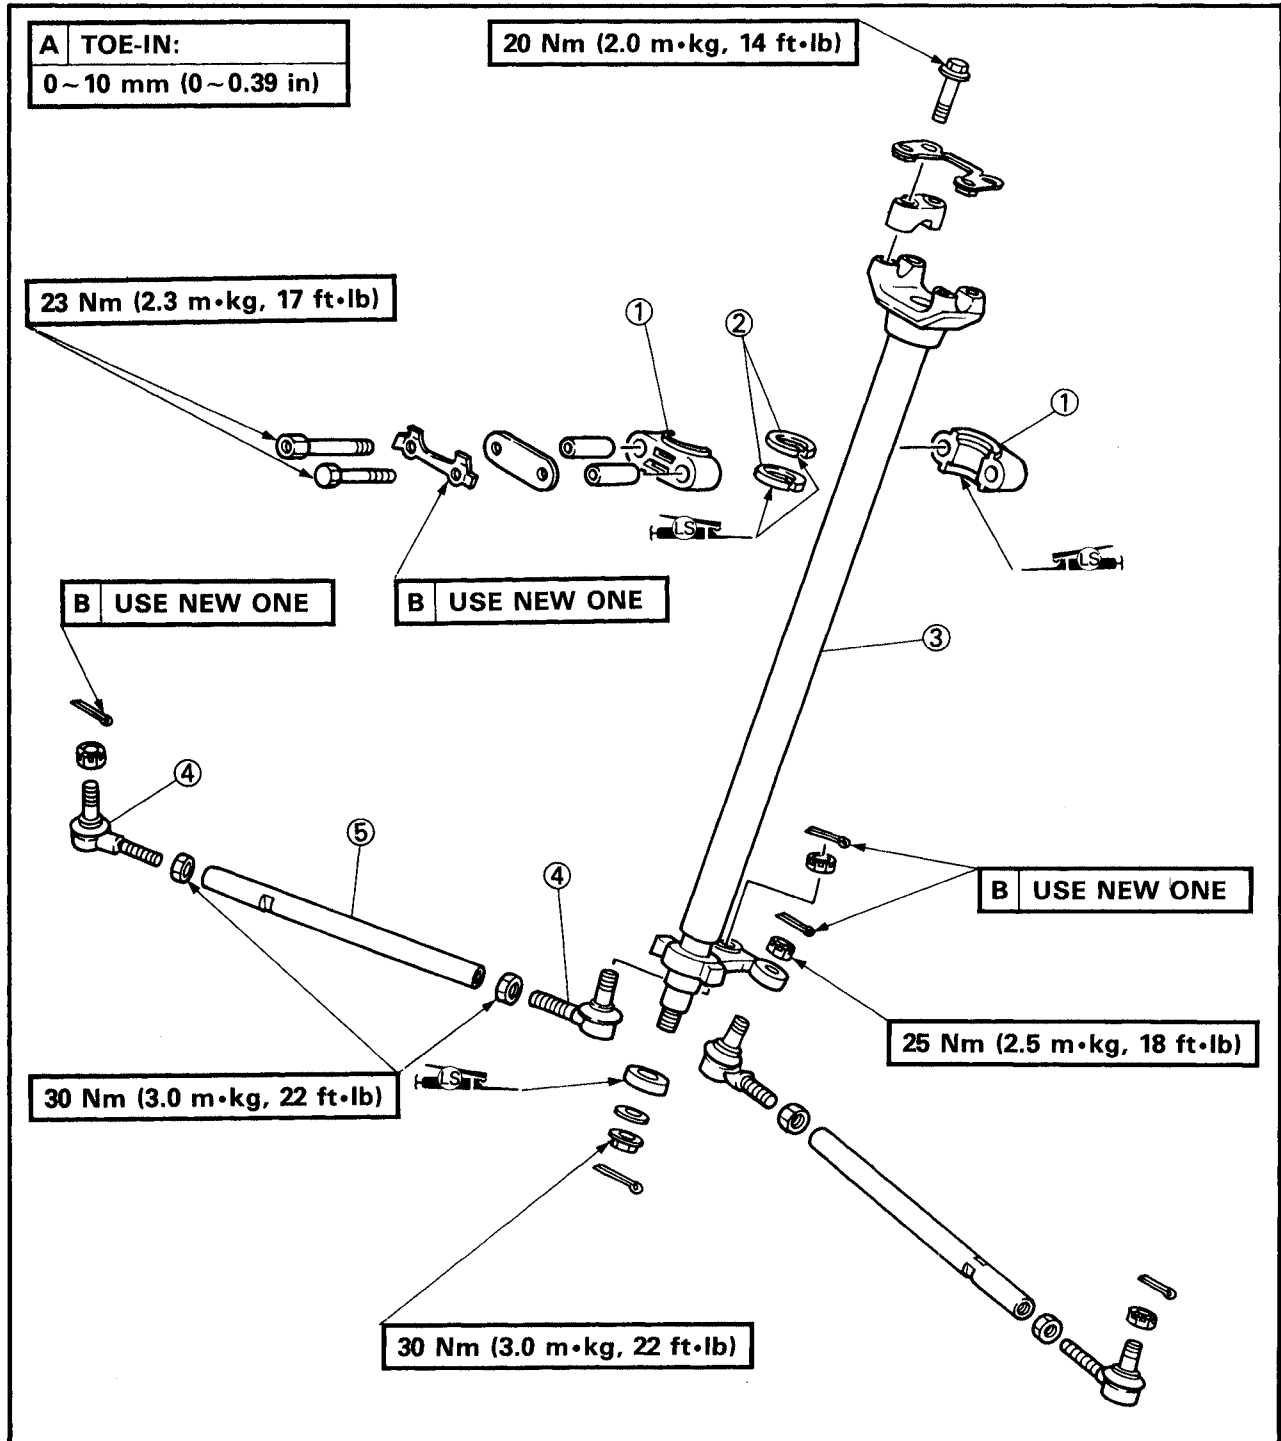 A TOE-IN:
0~10 mm (0~0.39 in)
20 Nm (2.0 m•kg, 14 ft•lb)
23 Nm (2.3 m•kg, 17 ft•lb)
①
②
①
LS
LS
B USE NEW ONE
B USE NEW ONE
③
④
⑤
④
B USE NEW ONE
25 Nm (2.5 m•kg, 18 ft•lb)
30 Nm (3.0 m•kg, 22 ft•lb)
LS
30 Nm (3.0 m•kg, 22 ft•lb)